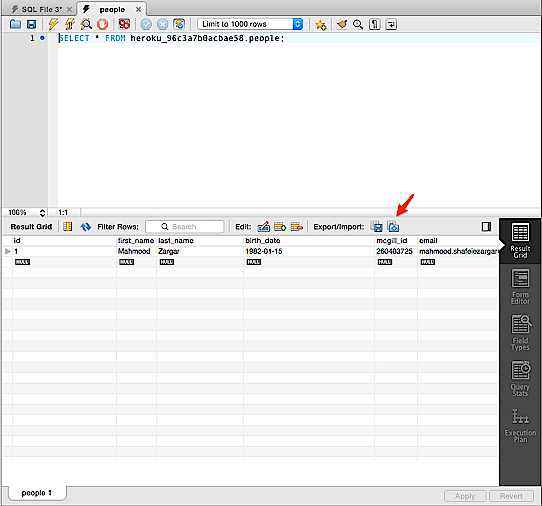 SQL File 3* people
Limit to 1000 rows
1 SELECT * FROM heroku_96c3a7b0acbae58.people;
100% 1:1
Result Grid Filter Rows: Search Edit: Export/Import:
id first_name last_name birth_date mcgill_id email
1 Mahmood Zargar 1982-01-15 260403725
NULL NULL NULL NULL NULL NULL
Result
Grid
Form
Editor
Field
Types
Query
Stats
Execution
Plan
people 1 Apply Revert